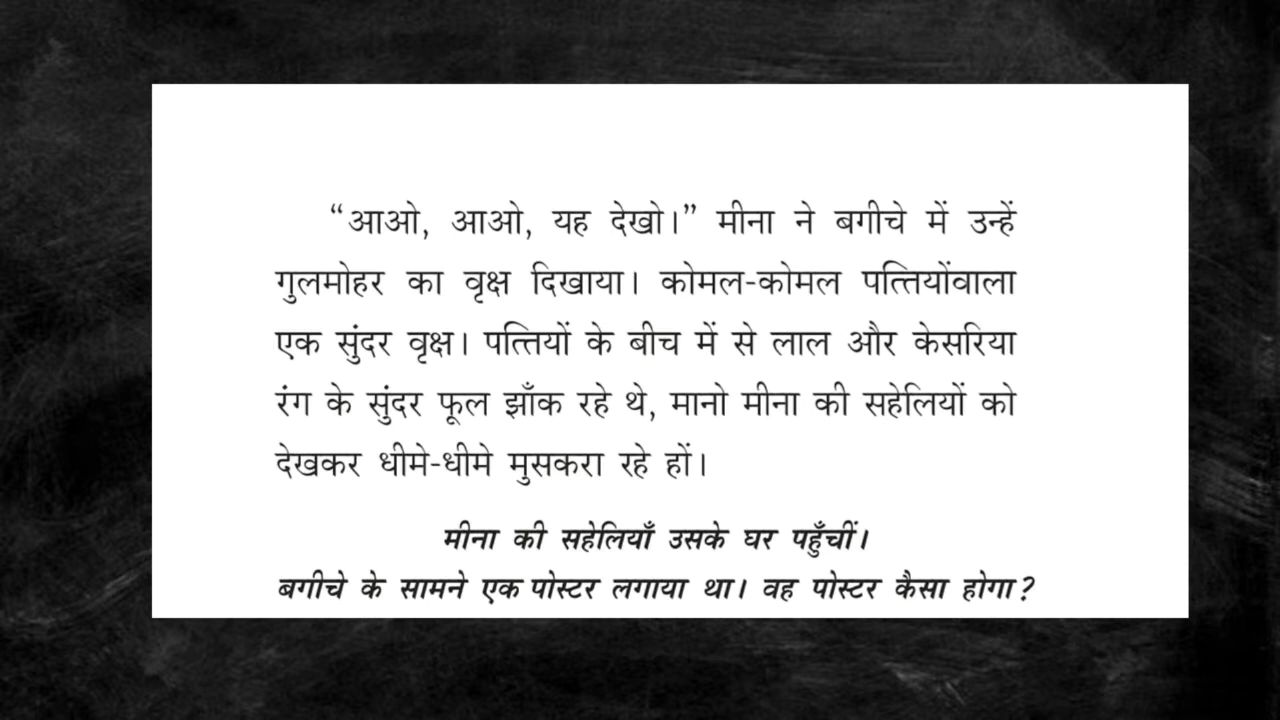 “आओ, आओ, यह देखो।” मीना ने बगीचे में उन्हें
गुलमोहर का वृक्ष दिखाया। कोमल-कोमल पत्तियोंवाला
एक सुंदर वृक्ष। पत्तियों के बीच में से लाल और केसरिया
रंग के सुंदर फूल झाँक रहे थे, मानो मीना की सहेलियों को
देखकर धीमे-धीमे मुसकरा रहे हों।
मीना की सहेलियाँ उसके घर पहुँचीं।
बगीचे के सामने एक पोस्टर लगाया था। वह पोस्टर कैसा होगा?